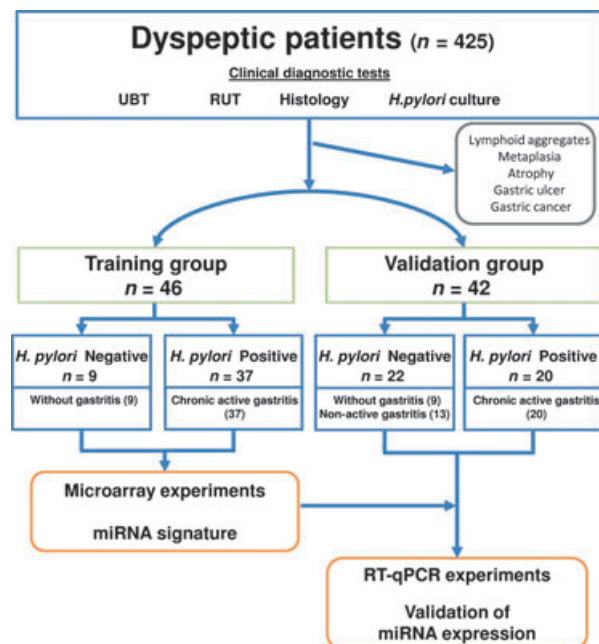 Dyspeptic patients (n = 425)
Clinical diagnostic tests
UBT RUT Histology H.pylori culture
Lymphoid aggregates
Metaplasia
Atrophy
Gastric ulcer
Gastric cancer
Training group
n = 46
Validation group
n = 42
H. pylori Negative
n = 9
Without gastritis (9)
H. pylori Positive
n = 37
Chronic active gastritis
(37)
H. pylori Negative
n = 22
Without gastritis (9)
Non-active gastritis (13)
H. pylori Positive
n = 20
Chronic active gastritis
(20)
Microarray experiments
miRNA signature
RT-qPCR experiments
Validation of
miRNA expression